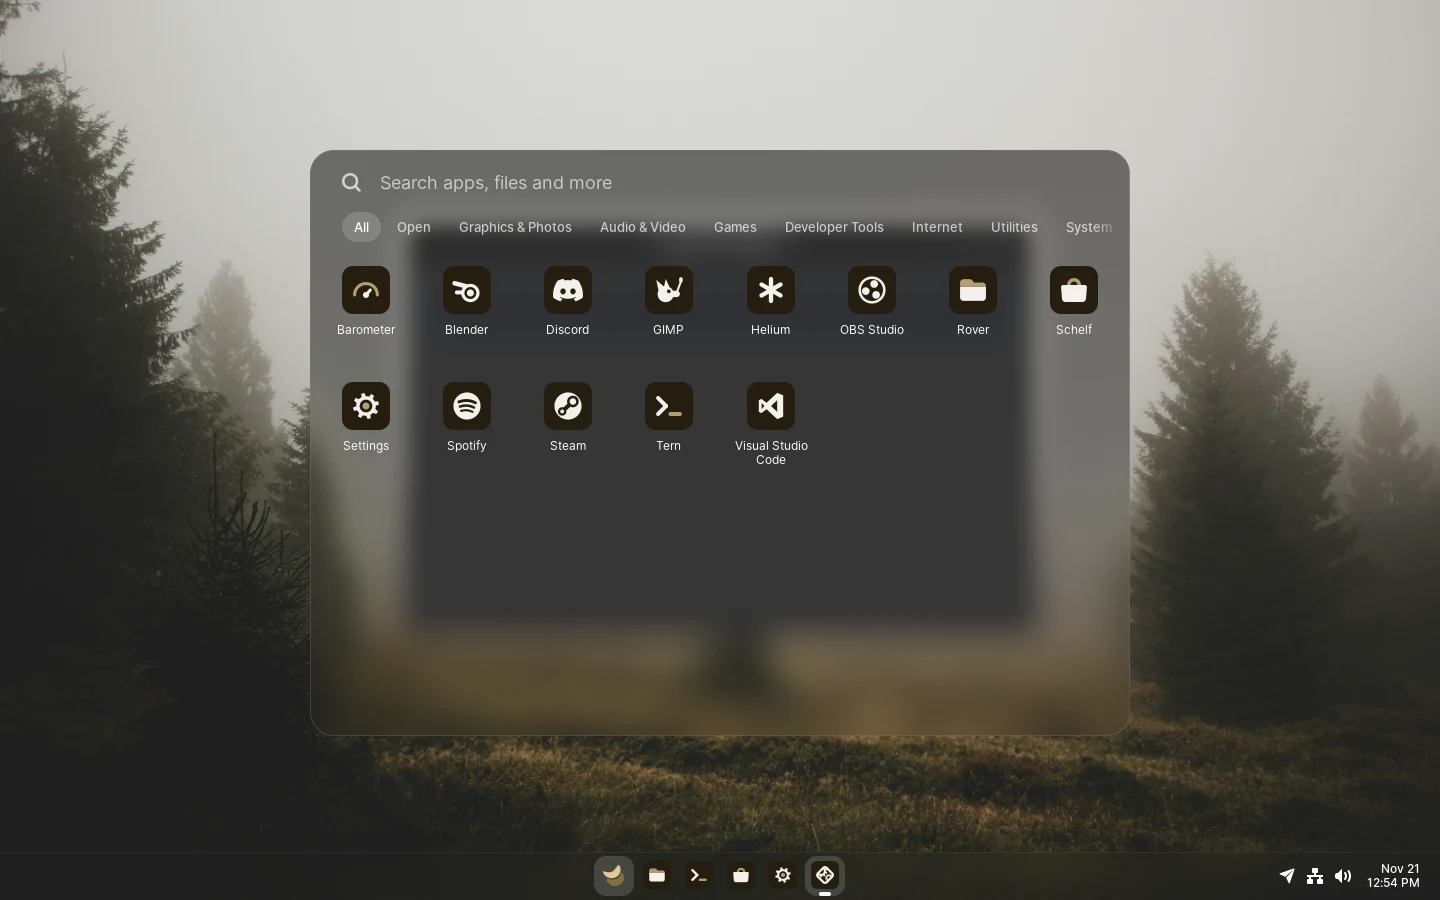 Search apps, files and more
All Open Graphics & Photos Audio & Video Games Developer Tools Internet Utilities System
Barometer Blender Discord GIMP Helium OBS Studio Rover Schelf
Settings Spotify Steam Tern Visual Studio
Code
Nov 21
12:54 PM